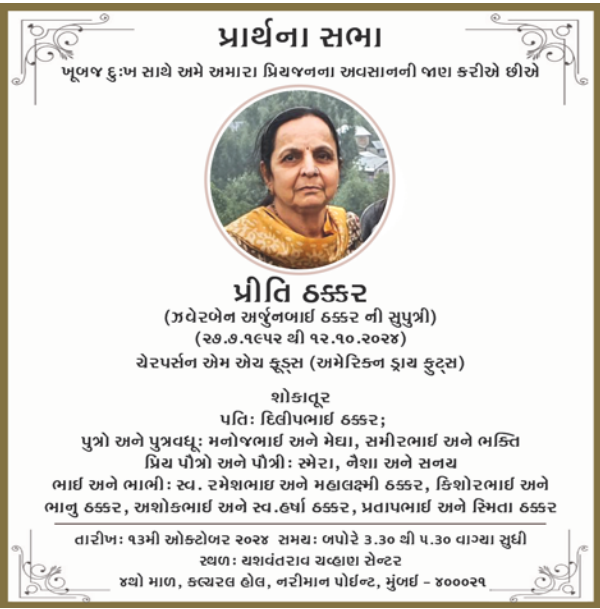 પ્રાર્થના સભા
ખૂબજ દુઃખ સાથે અમે અમારા પ્રિયજનના અવસાનની જાણ કરીએ છીએ
પ્રીતિ ઠક્કર
(ઝવેરબેન અર્જુનબાઈ ઠક્કર ની સુપુત્રી)
(૨૭.૭.૧૯૫૨ થી ૧૨.૧૦.૨૦૨૪)
ચેરપર્સન એમ એચ ફૂડ્સ (અમેરિકન ડ્રાય ફ્રુટ્સ)
શોકાતૂર
પતિઃ દિલીપભાઈ ઠક્કર;
પુત્રો અને પુત્રવધૂઃ મનોજભાઈ અને મેઘા, સમીરભાઈ અને ભક્તિ
પ્રિય પૌત્રો અને પૌત્રીઃ સ્મેરા, નૈશા અને સનય
ભાઈ અને ભાભીઃ સ્વ. રમેશભાઇ અને મહાલક્ષ્મી ઠક્કર, કિશોરભાઈ અને
ભાનુ ઠક્કર, અશોકભાઈ અને સ્વ.હર્ષા ઠક્કર, પ્રતાપભાઈ અને સ્મિતા ઠક્કર
તારીખઃ ૧૩મી ઓક્ટોબર ૨૦૨૪ સમયઃ બપોરે ૩.૩૦ થી ૫.૩૦ વાગ્યા સુધી
સ્થળઃ યશવંતરાવ ચવ્હાણ સેન્ટર
૪થો માળ, કલ્ચરલ હોલ, નરીમાન પોઈન્ટ, મુંબઈ – ૪૦૦૦૨૧